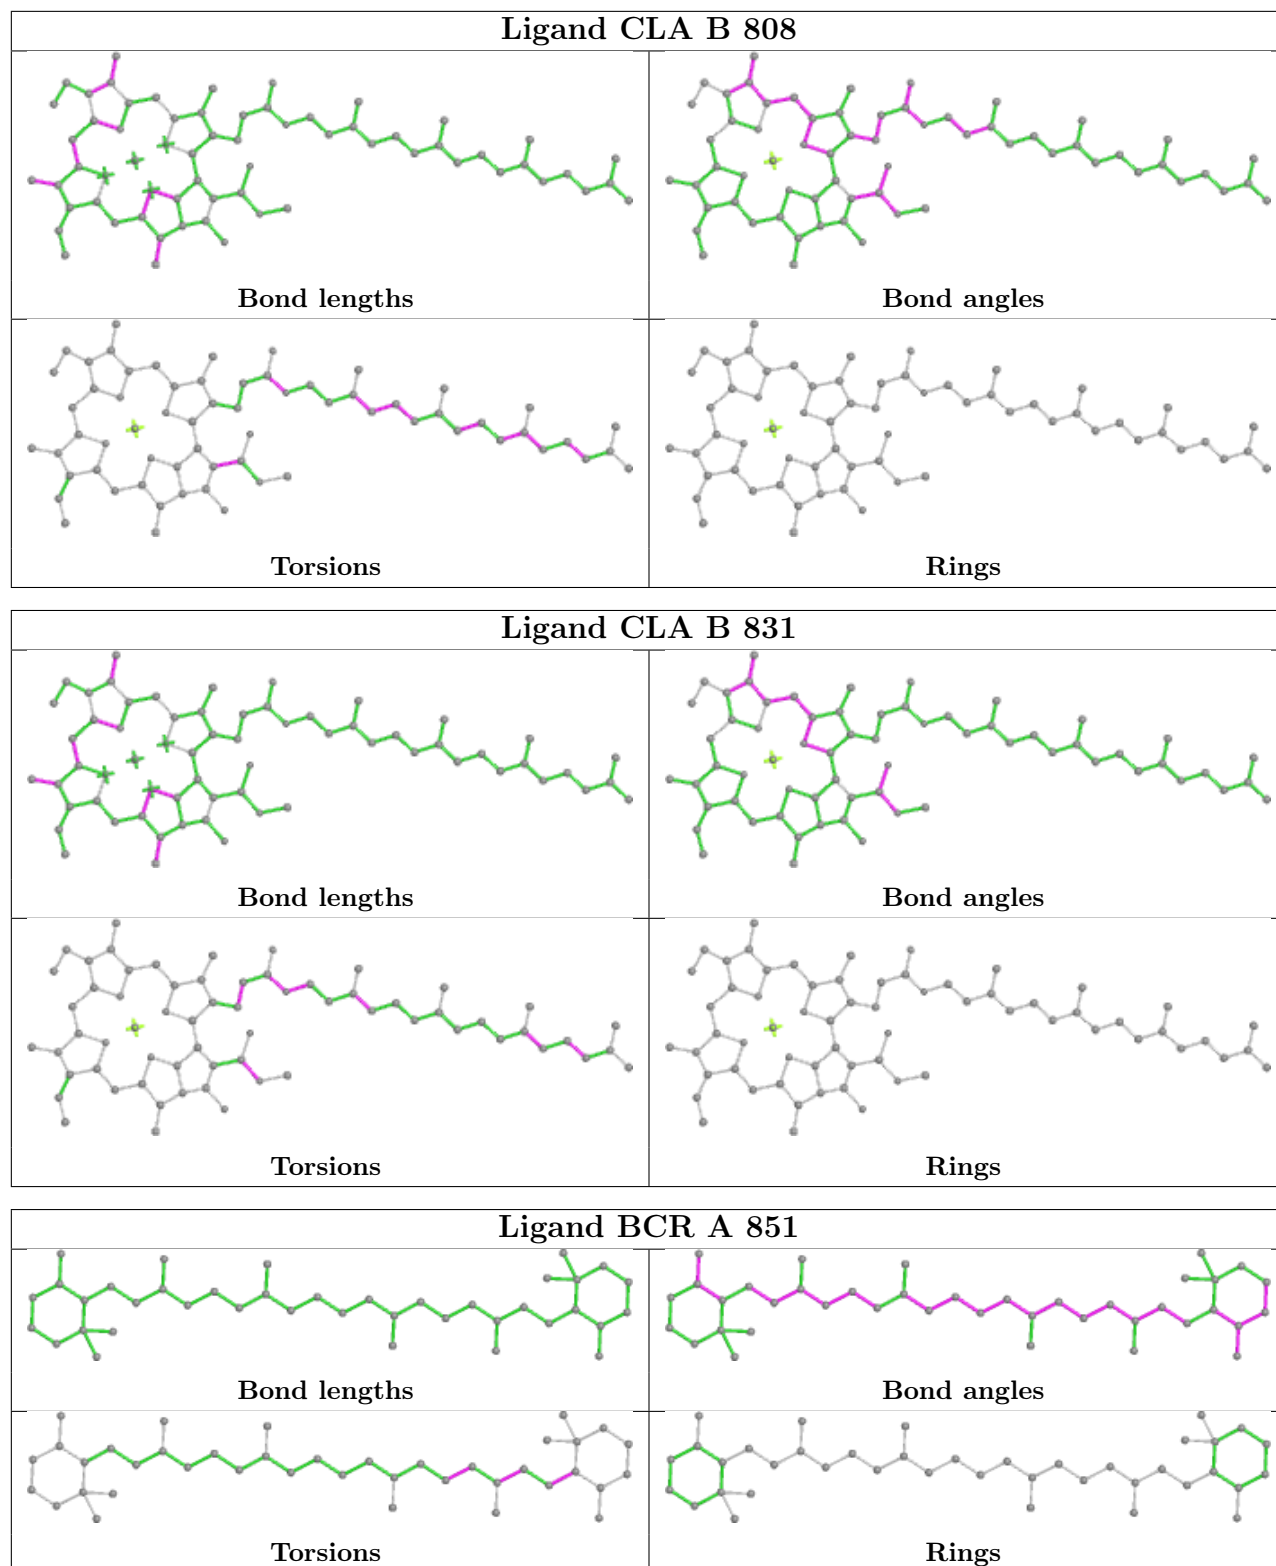 Ligand CLA B 808
Bond lengths
Bond angles
Torsions
Rings
Ligand CLA B 831
Bond lengths
Bond angles
Torsions
Rings
Ligand BCR A 851
Bond lengths
Bond angles
Torsions
Rings